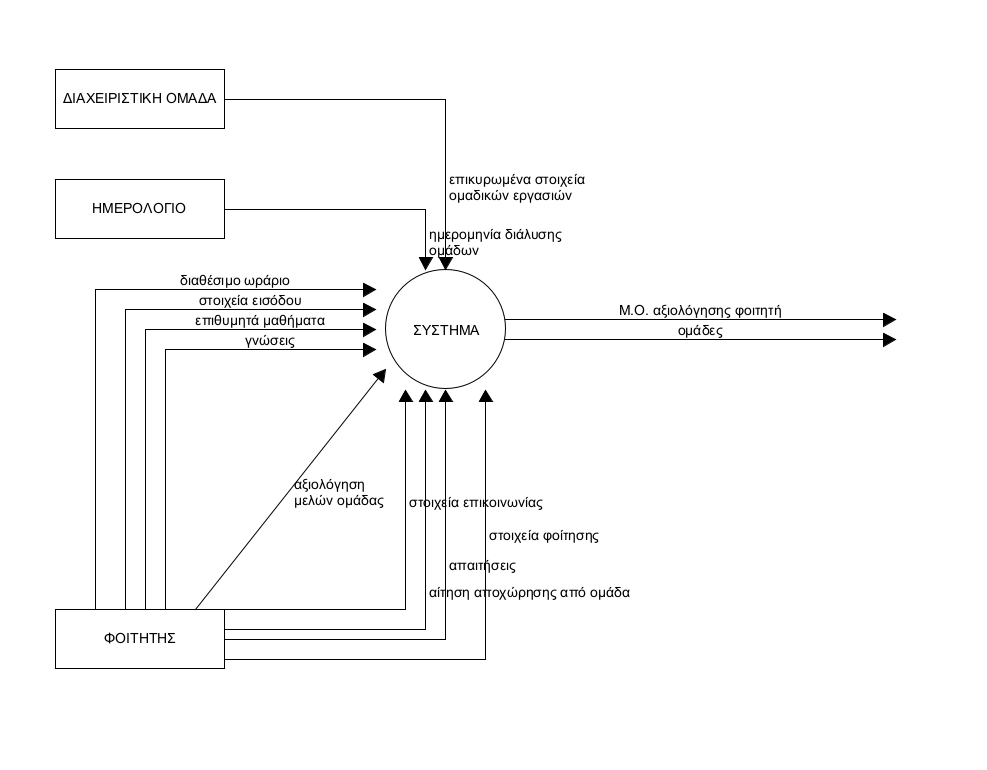 ΔΙΑΧΕΙΡΙΣΤΙΚΗ ΟΜΑΔΑ
επικυρωμένα στοιχεία
ομαδικών εργασιών
ΗΜΕΡΟΛΟΓΙΟ
ημερομηνία διάλυσης
ομάδων
διαθέσιμο ωράριο
στοιχεία εισόδου
επιθυμητά μαθήματα
γνώσεις
ΣΥΣΤΗΜΑ
Μ.Ο. αξιολόγησης φοιτητή
ομάδες
αξιολόγηση
μελών ομάδας
στοιχεία επικοινωνίας
στοιχεία φοίτησης
απαιτήσεις
αίτηση αποχώρησης από ομάδα
ΦΟΙΤΗΤΗΣ